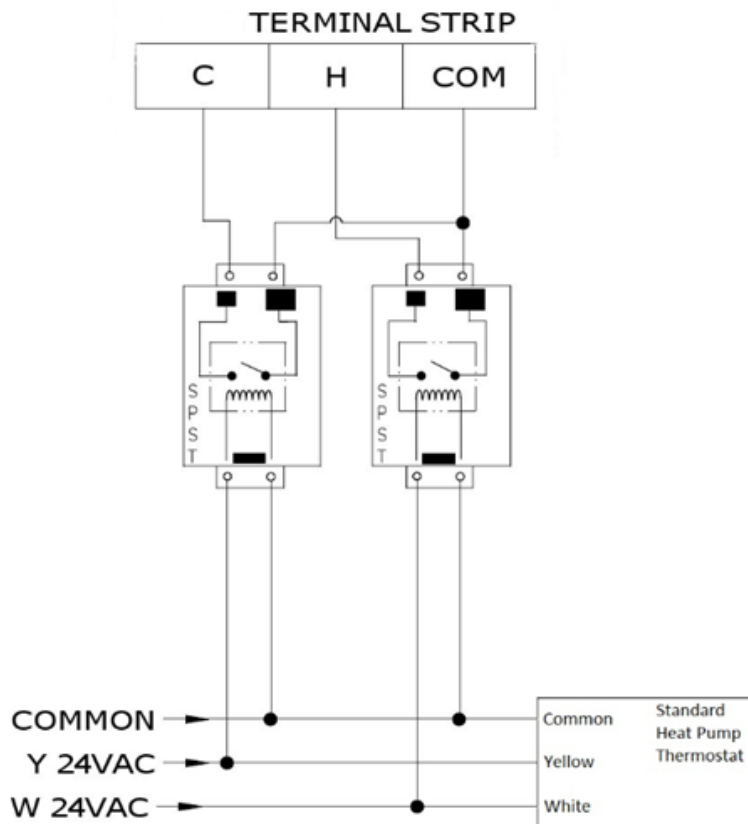 TERMINAL STRIP
C H COM
S
P
S
T
S
P
S
T
COMMON
Y 24VAC
W 24VAC
Common
Yellow
White
Standard
Heat Pump
Thermostat